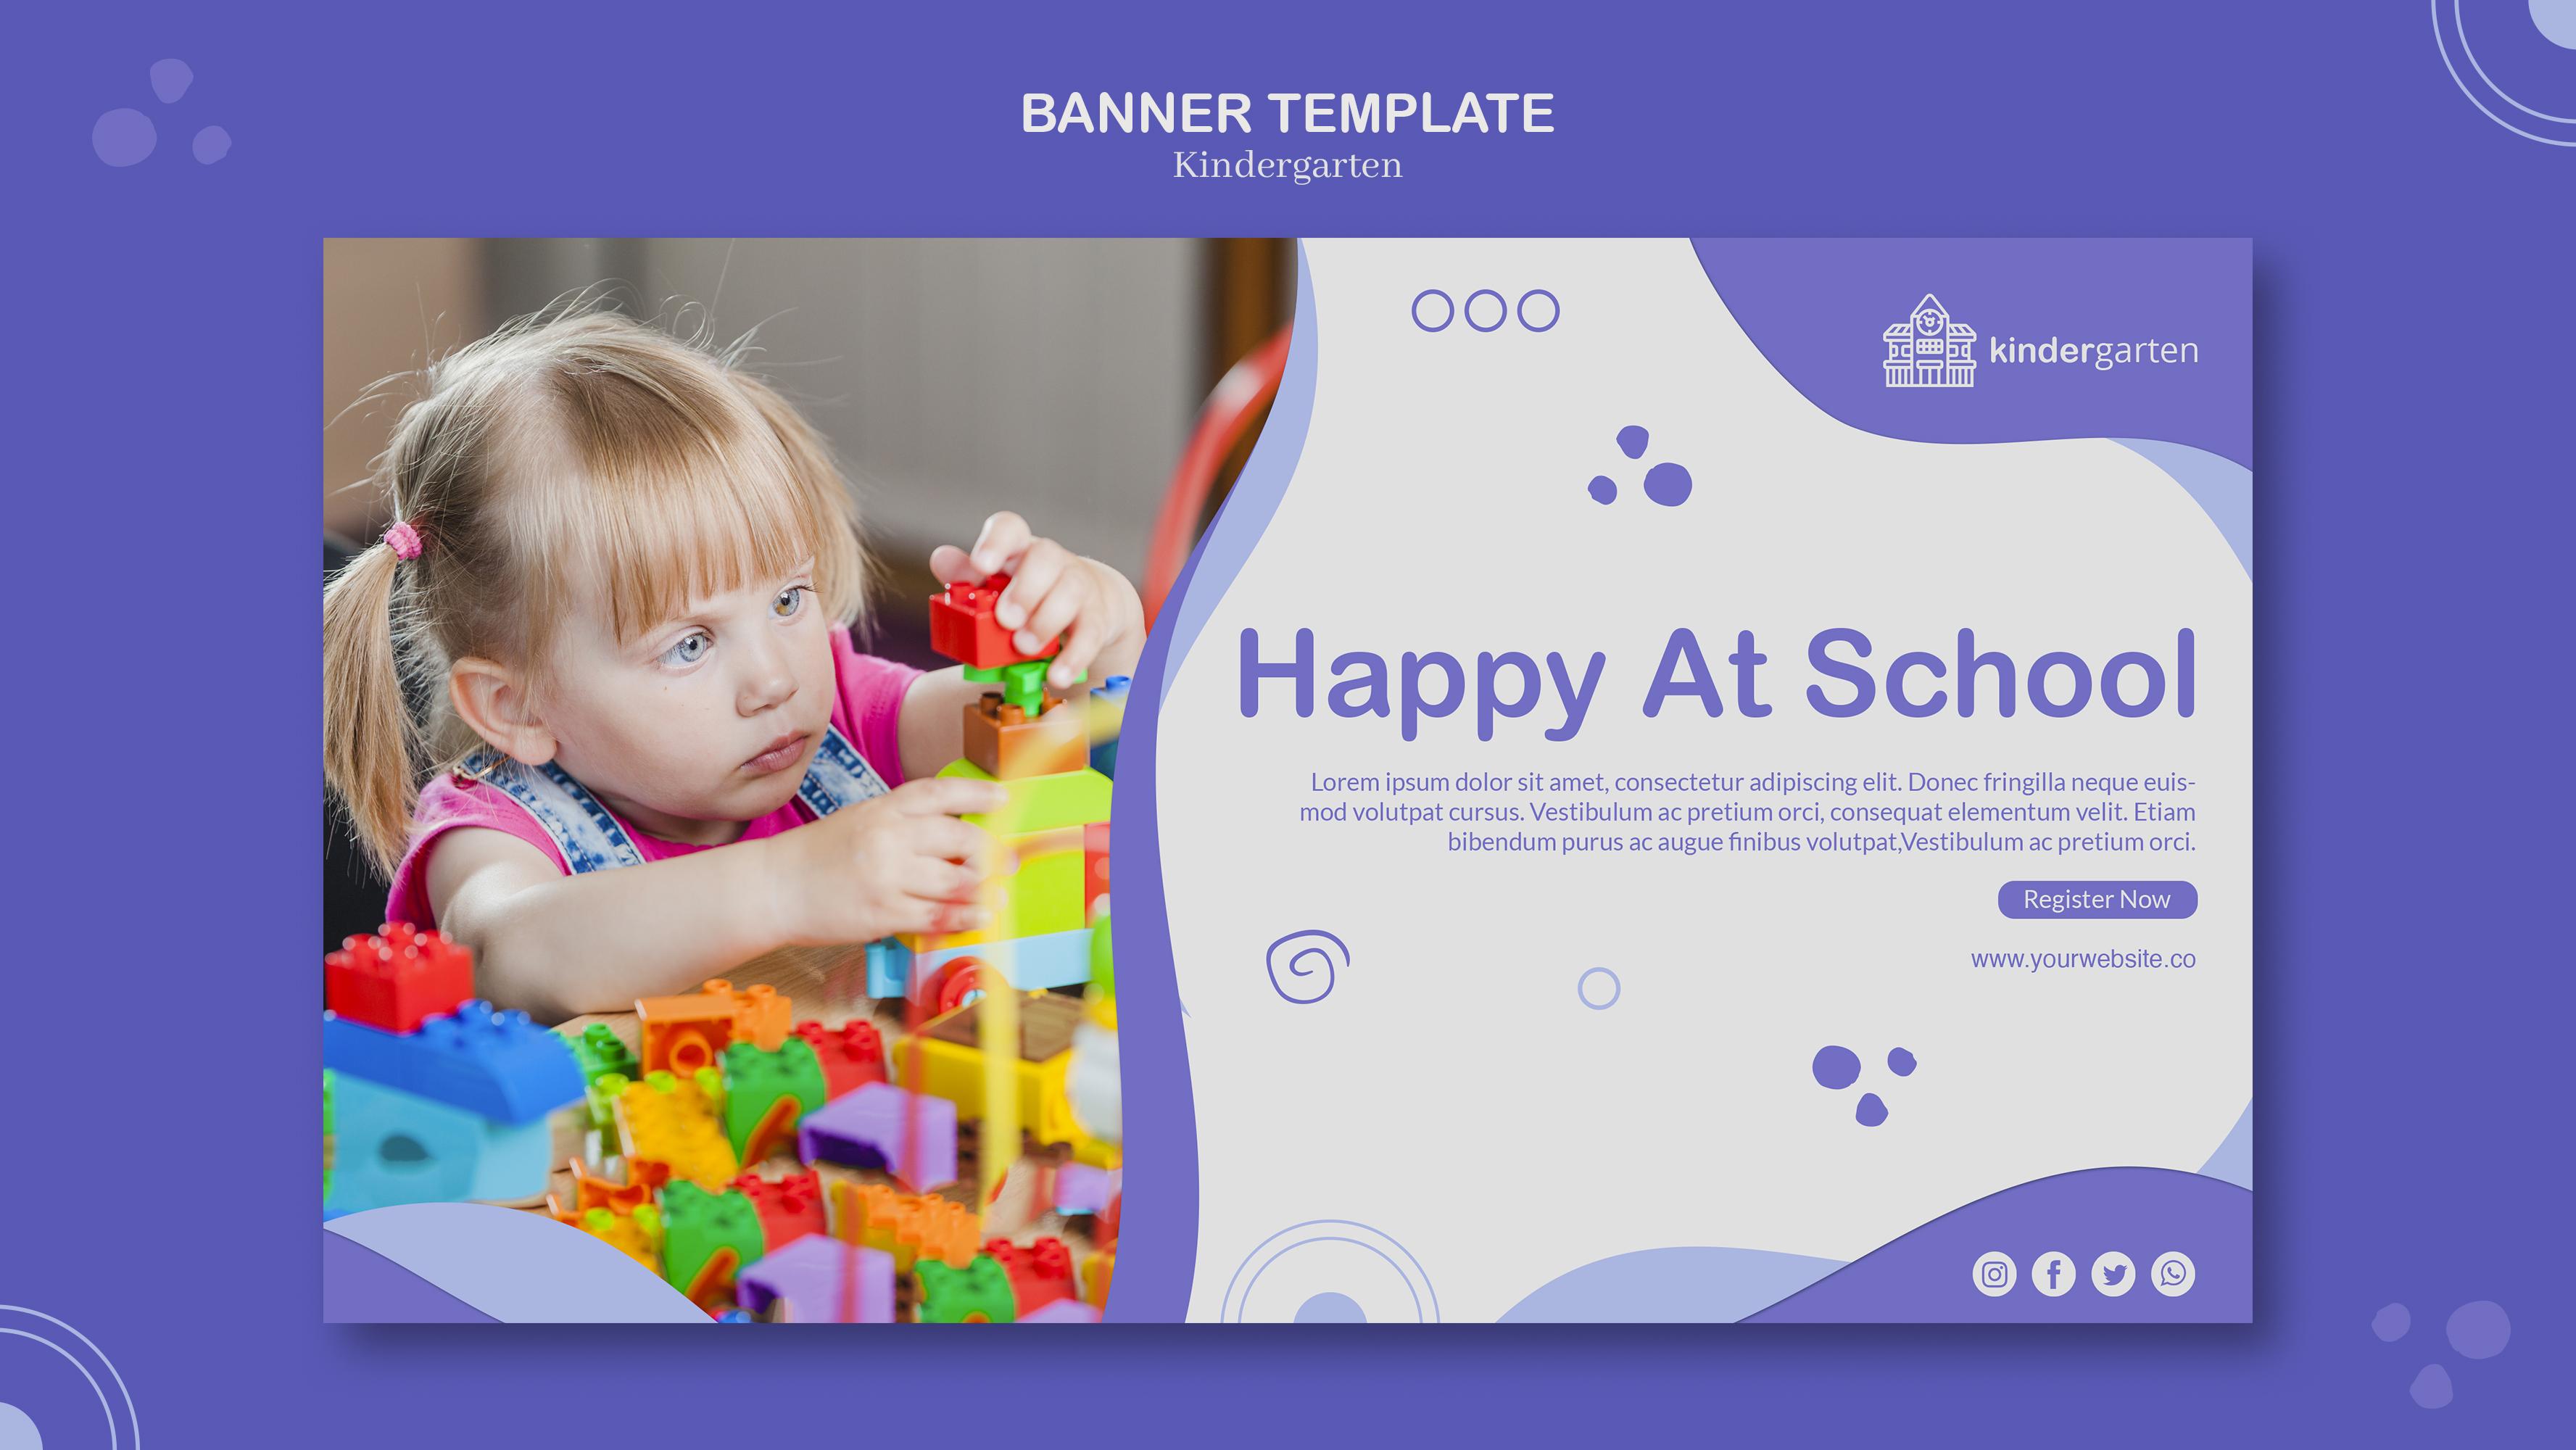 BANNER TEMPLATE
Kindergarten
kindergarten
Happy At School
Lorem ipsum dolor sit amet, consectetur adipiscing elit. Donec fringilla neque euis-
mod volutpat cursus. Vestibulum ac pretium orci, consequat elementum velit. Etiam
bibendum purus ac augue finibus volutpat,Vestibulum ac pretium orci.
Register Now
www.yourwebsite.co